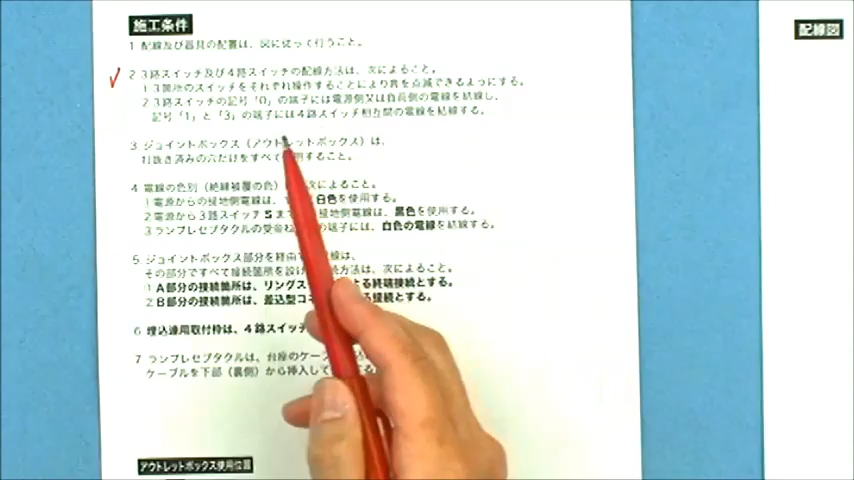 施工条件
配線図
1 配線及び器具の配置は、図に従って行うこと。
2 3路スイッチ及び4路スイッチの配線方法は、次によること。
1 3箇所のスイッチをそれぞれ操作することにより負を点滅できるようにする。
2 3路スイッチの記号「0」の端子には電源側又は負荷側の電線を結線し、
記号「1」と「3」の端子には4路スイッチ相互間の電線を結線する。
3 ジョイントボックス（アウトレットボックス）は、
打抜き済みの穴だけをすべて用すること。
4 電線の色別（絶縁被覆の色）次によること。
1 電源からの接地側電線は、白色を使用する。
2 電源から3路スイッチSま接地側電線は、黒色を使用する。
3 ランプレセプタクルの受金ねの端子には、白色の電線を結線する。
5 ジョイントボックス部分を経由は、
その部分ですべて接続箇所を設け方法は、次によること。
1 A部分の接続箇所は、リングスよる終端接続とする。
2 B部分の接続箇所は、差込型コネる接続とする。
6 埋込連用取付枠は、4路スイッチ
7 ランプレセプタクルは、台座のケーブ
ケーブルを下部（裏側）から挿入して
アウトレットボックス使用位置